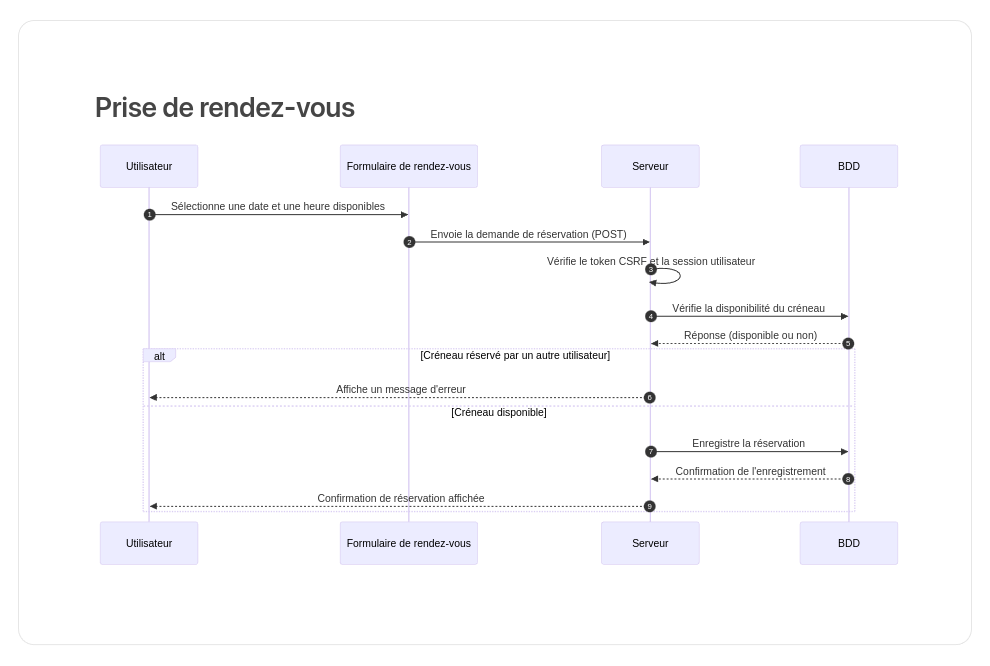 Prise de rendez-vous
Utilisateur
Formulaire de rendez-vous
Serveur
BDD
1
Sélectionne une date et une heure disponibles
2
Envoie la demande de réservation (POST)
Vérifie le token CSRF et la session utilisateur
3
4
Vérifie la disponibilité du créneau
Réponse (disponible ou non)
5
alt
[Créneau réservé par un autre utilisateur]
Affiche un message d'erreur
6
[Créneau disponible]
7
Enregistre la réservation
Confirmation de l'enregistrement
8
Confirmation de réservation affichée
9
Utilisateur
Formulaire de rendez-vous
Serveur
BDD